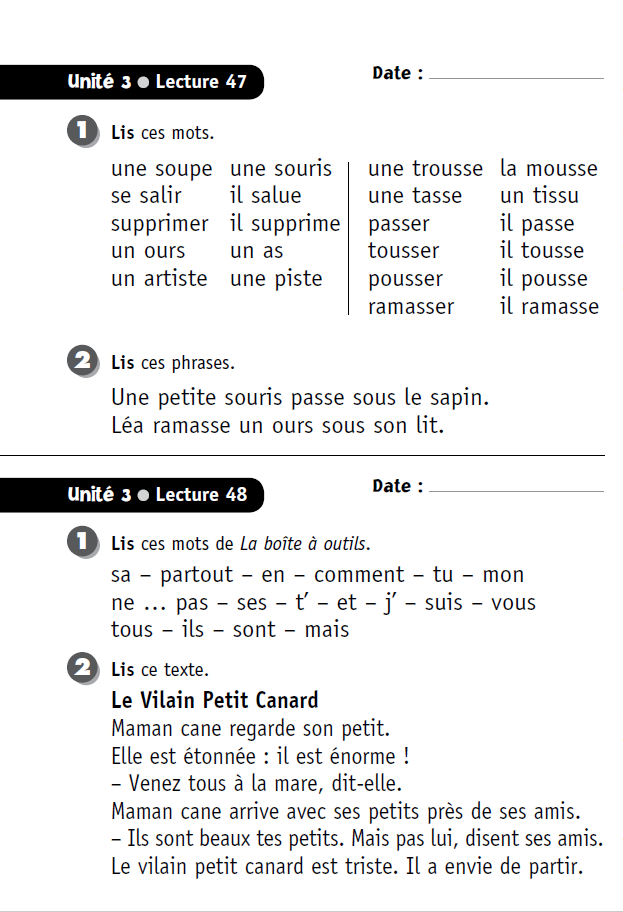 Unité 3 ● Lecture 47
Date :
1 Lis ces mots.
une soupe une souris une trousse la mousse
se salir il salue une tasse un tissu
supprimer il supprime passer il passe
un ours un as tousser il tousse
un artiste une piste pousser il pousse
ramasser il ramasse
2 Lis ces phrases.
Une petite souris passe sous le sapin.
Léa ramasse un ours sous son lit.
Unité 3 ● Lecture 48
Date :
1 Lis ces mots de La boîte à outils.
sa – partout – en – comment – tu – mon
ne ... pas – ses – t’ – et – j’ – suis – vous
tous – ils – sont – mais
2 Lis ce texte.
Le Vilain Petit Canard
Maman cane regarde son petit.
Elle est étonnée : il est énorme !
– Venez tous à la mare, dit-elle.
Maman cane arrive avec ses petits près de ses amis.
– Ils sont beaux tes petits. Mais pas lui, disent ses amis.
Le vilain petit canard est triste. Il a envie de partir.